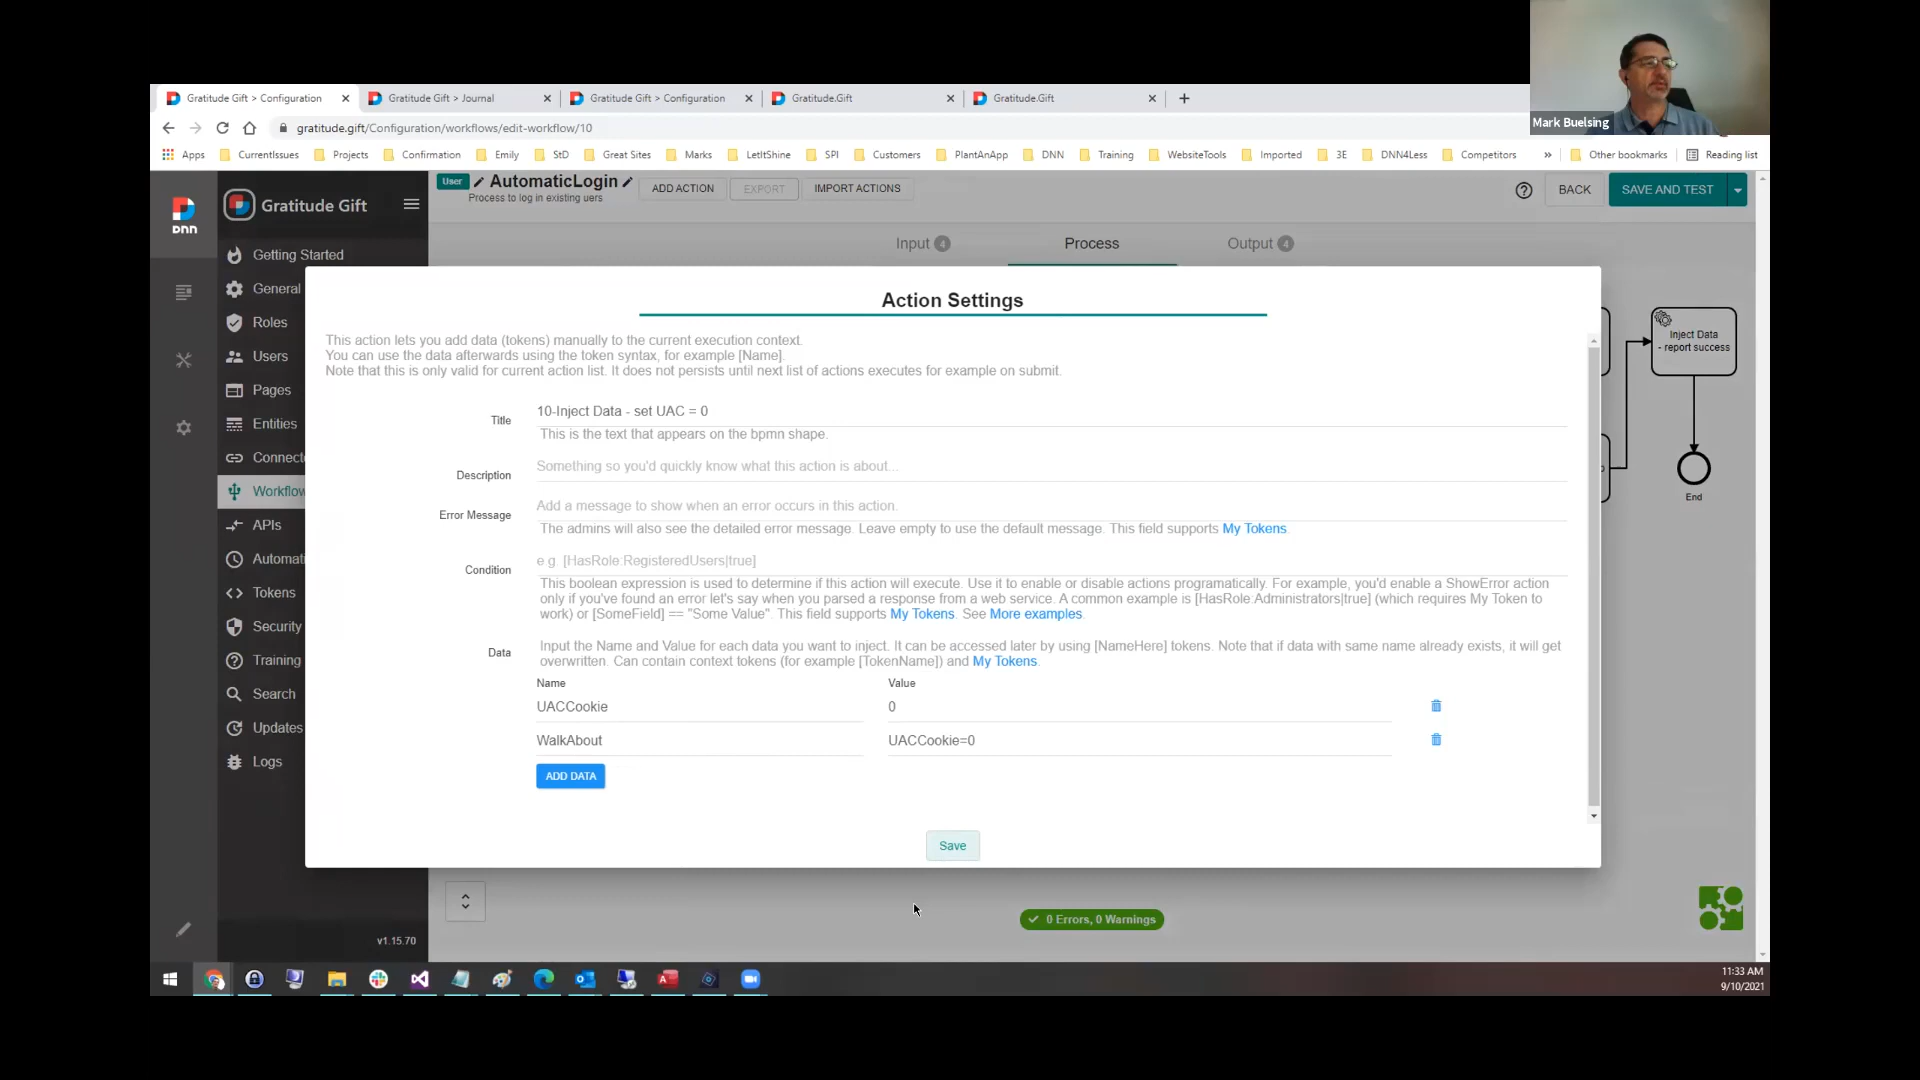 Mark Buelsing
Gratitude Gift > Configuration
Gratitude Gift > Journal
Gratitude Gift > Configuration
Gratitude.Gift
Gratitude.Gift
gratitude.gift/Configuration/workflows/edit-workflow/10
Apps
CurrentIssues
Projects
Confirmation
Emily
StD
Great Sites
Marks
LetItShine
SPI
Customers
PlantAnApp
DNN
Training
WebsiteTools
Imported
3E
DNN4Less
Competitors
»
Other bookmarks
Reading list
DNN
Gratitude Gift
User
AutomaticLogin
Process to log in existing uers
ADD ACTION
EXPORT
IMPORT ACTIONS
BACK
SAVE AND TEST
Input 4
Process
Output 4
Getting Started
General
Roles
Users
Pages
Entities
Connect
Workflow
APIs
Automati
Tokens
Security
Training
Search
Updates
Logs
v1.15.70
Action Settings
This action lets you add data (tokens) manually to the current execution context.
You can use the data afterwards using the token syntax, for example [Name].
Note that this is only valid for current action list. It does not persists until next list of actions executes for example on submit.
Title
10-Inject Data - set UAC = 0
This is the text that appears on the bpmn shape.
Description
Something so you'd quickly know what this action is about...
Error Message
Add a message to show when an error occurs in this action.
The admins will also see the detailed error message. Leave empty to use the default message. This field supports My Tokens.
Condition
e.g. [HasRole:RegisteredUsers|true]
This boolean expression is used to determine if this action will execute. Use it to enable or disable actions programatically. For example, you'd enable a ShowError action
only if you've found an error let's say when you parsed a response from a web service. A common example is [HasRole:Administrators|true] (which requires My Token to
work) or [SomeField] == "Some Value". This field supports My Tokens. See More examples.
Data
Input the Name and Value for each data you want to inject. It can be accessed later by using [NameHere] tokens. Note that if data with same name already exists, it will get
overwritten. Can contain context tokens (for example [TokenName]) and My Tokens.
Name
Value
UACCookie
0
WalkAbout
UACCookie=0
ADD DATA
Save
Inject Data
- report success
End
0 Errors, 0 Warnings
11:33 AM
9/10/2021